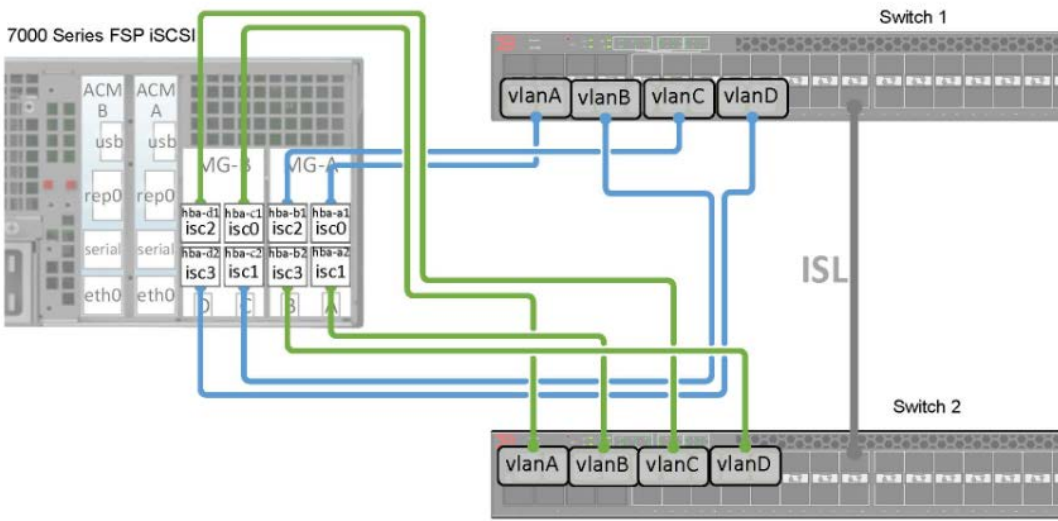 Switch 1
7000 Series FSP iSCSI
vlanA vlanB vlanC vlanD
ACM B ACM A
usb usb
MG-B MG-A
rep0 rep0
hba-d1 hba-c1 hba-b1 hba-a1
isc2 isc0 isc2 isc0
serial serial
hba-d2 hba-c2 hba-b2 hba-a2
isc3 isc1 isc3 isc1
ISL
eth0 eth0
D C B A
Switch 2
vlanA vlanB vlanC vlanD